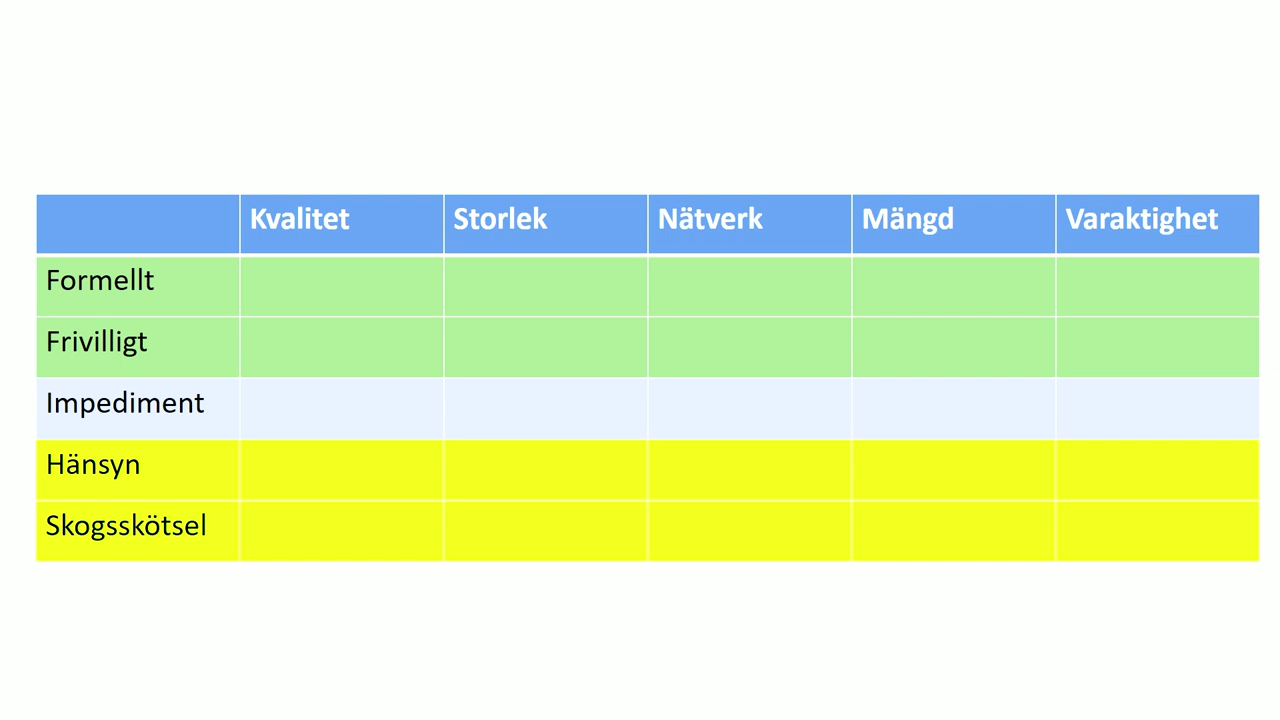 Kvalitet Storlek Nätverk Mängd Varaktighet
Formellt
Frivilligt
Impediment
Hänsyn
Skogsskötsel